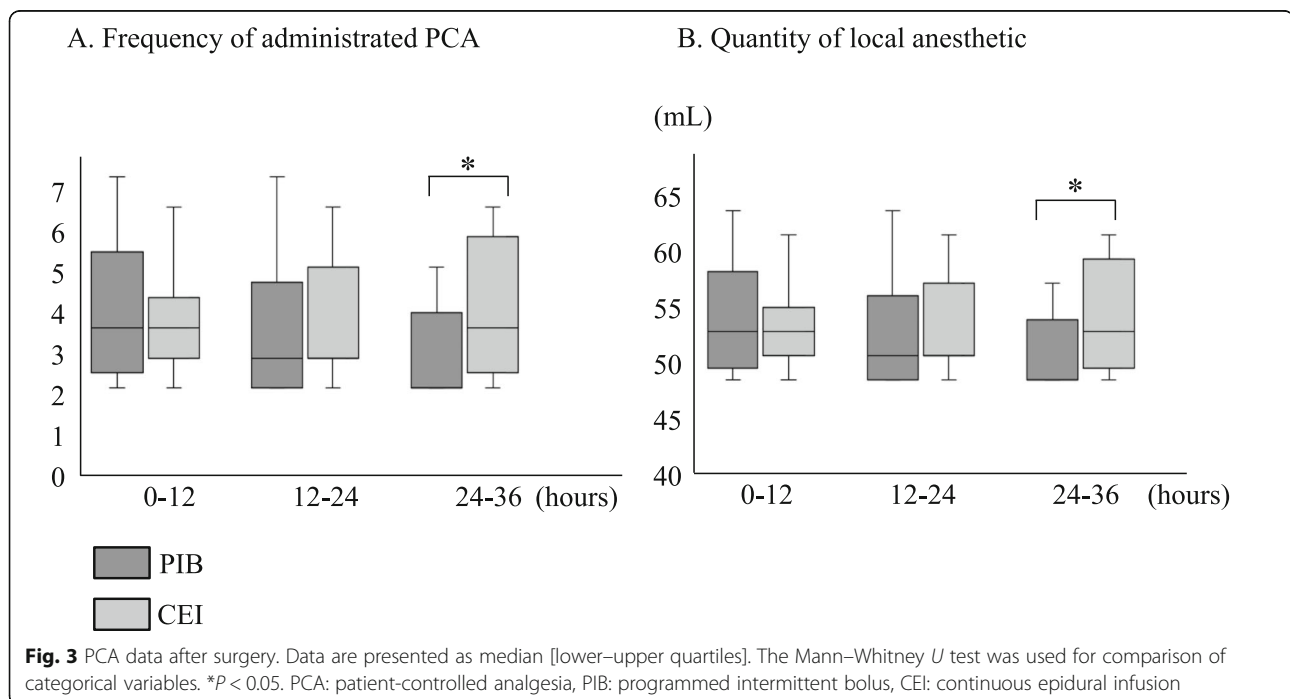 A. Frequency of administrated PCA
B. Quantity of local anesthetic
(mL)
*
*
7
6
5
4
3
2
1
0
65
60
55
50
45
40
0-12 12-24 24-36 (hours)
0-12 12-24 24-36 (hours)
PIB
CEI
Fig. 3 PCA data after surgery. Data are presented as median [lower–upper quartiles]. The Mann–Whitney U test was used for comparison of
categorical variables. *P < 0.05. PCA: patient-controlled analgesia, PIB: programmed intermittent bolus, CEI: continuous epidural infusion